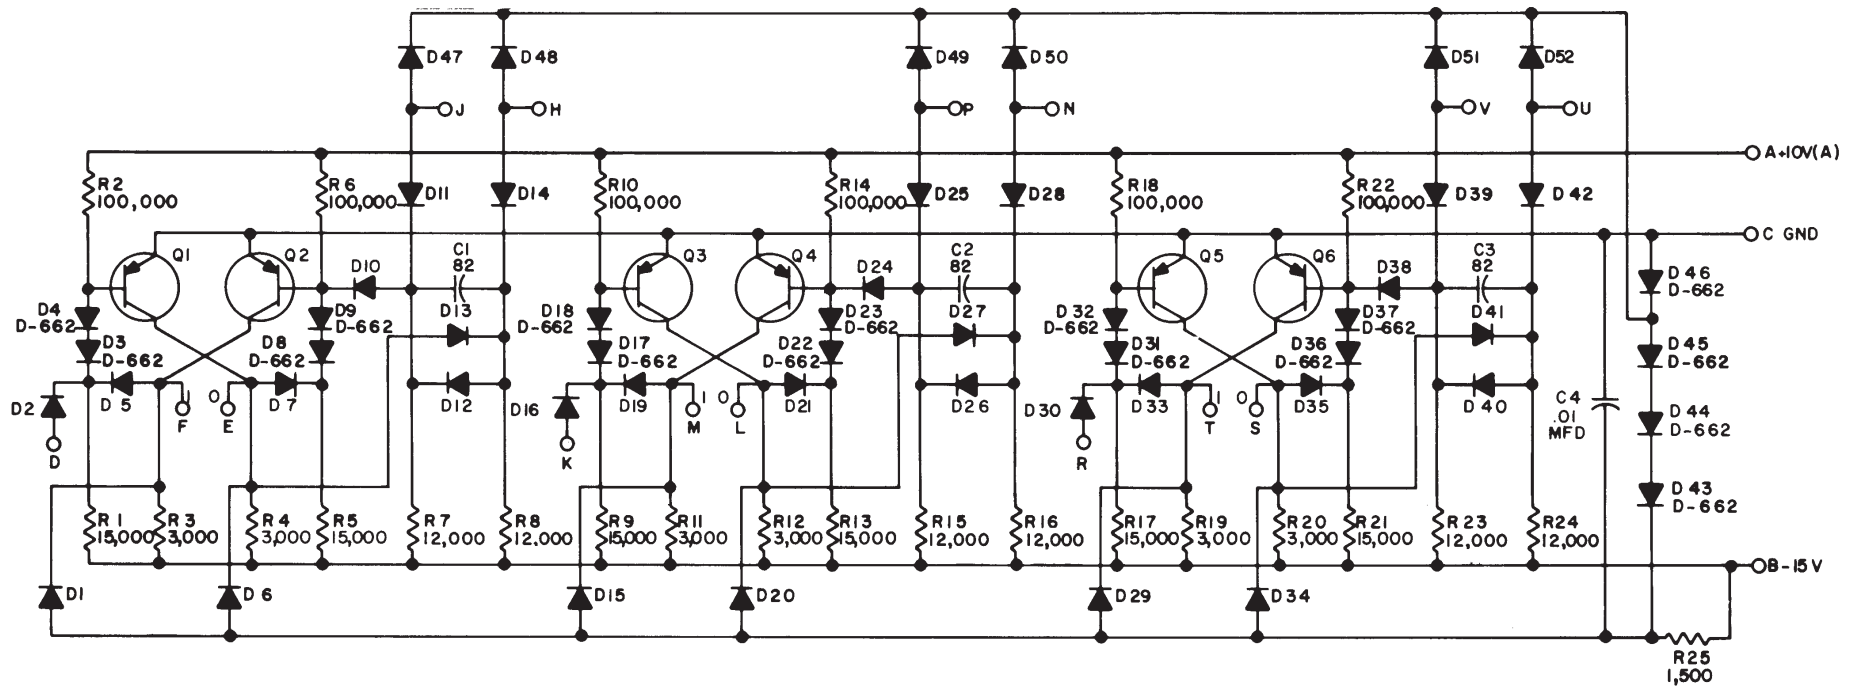 D47
D48
D49
D50
D51
D52
J
H
P
N
V
U
A+10V(A)
R2
100,000
R6
100,000
D11
D14
R10
100,000
R14
100,000
D25
D28
R18
100,000
R22
100,000
D39
D42
C GND
Q1
Q2
D10
C1
82
Q3
Q4
D24
C2
82
Q5
Q6
D38
C3
82
D46
D-662
D4
D-662
D9
D-662
D13
D18
D-662
D23
D-662
D27
D32
D-662
D37
D-662
D41
D3
D-662
D8
D-662
D17
D-662
D22
D-662
D31
D-662
D36
D-662
D45
D-662
D2
D5
1
F
0
E
D7
D12
D16
D19
1
M
0
L
D21
D26
D30
D33
1
T
0
S
D35
D40
C4
.01
MFD
D44
D-662
D
K
R
D43
D-662
R1
15,000
R3
3,000
R4
3,000
R5
15,000
R7
12,000
R8
12,000
R9
15,000
R11
3,000
R12
3,000
R13
15,000
R15
12,000
R16
12,000
R17
15,000
R19
3,000
R20
3,000
R21
15,000
R23
12,000
R24
12,000
B-15V
D1
D6
D15
D20
D29
D34
R25
1,500